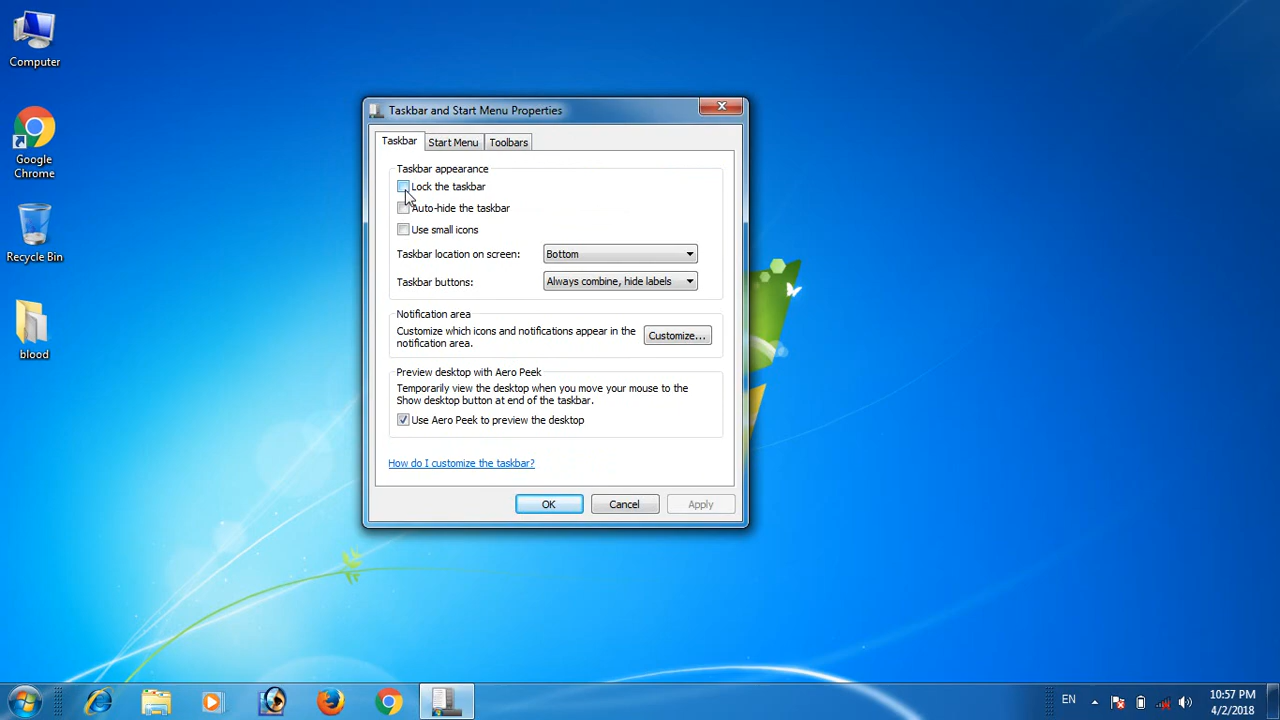 Computer
Google
Chrome
Recycle Bin
blood
Taskbar and Start Menu Properties
Taskbar
Start Menu
Toolbars
Taskbar appearance
Lock the taskbar
Auto-hide the taskbar
Use small icons
Taskbar location on screen:
Bottom
Taskbar buttons:
Always combine, hide labels
Notification area
Customize which icons and notifications appear in the
notification area.
Customize...
Preview desktop with Aero Peek
Temporarily view the desktop when you move your mouse to the
Show desktop button at end of the taskbar.
Use Aero Peek to preview the desktop
How do I customize the taskbar?
OK
Cancel
Apply
EN
10:57 PM
4/2/2018